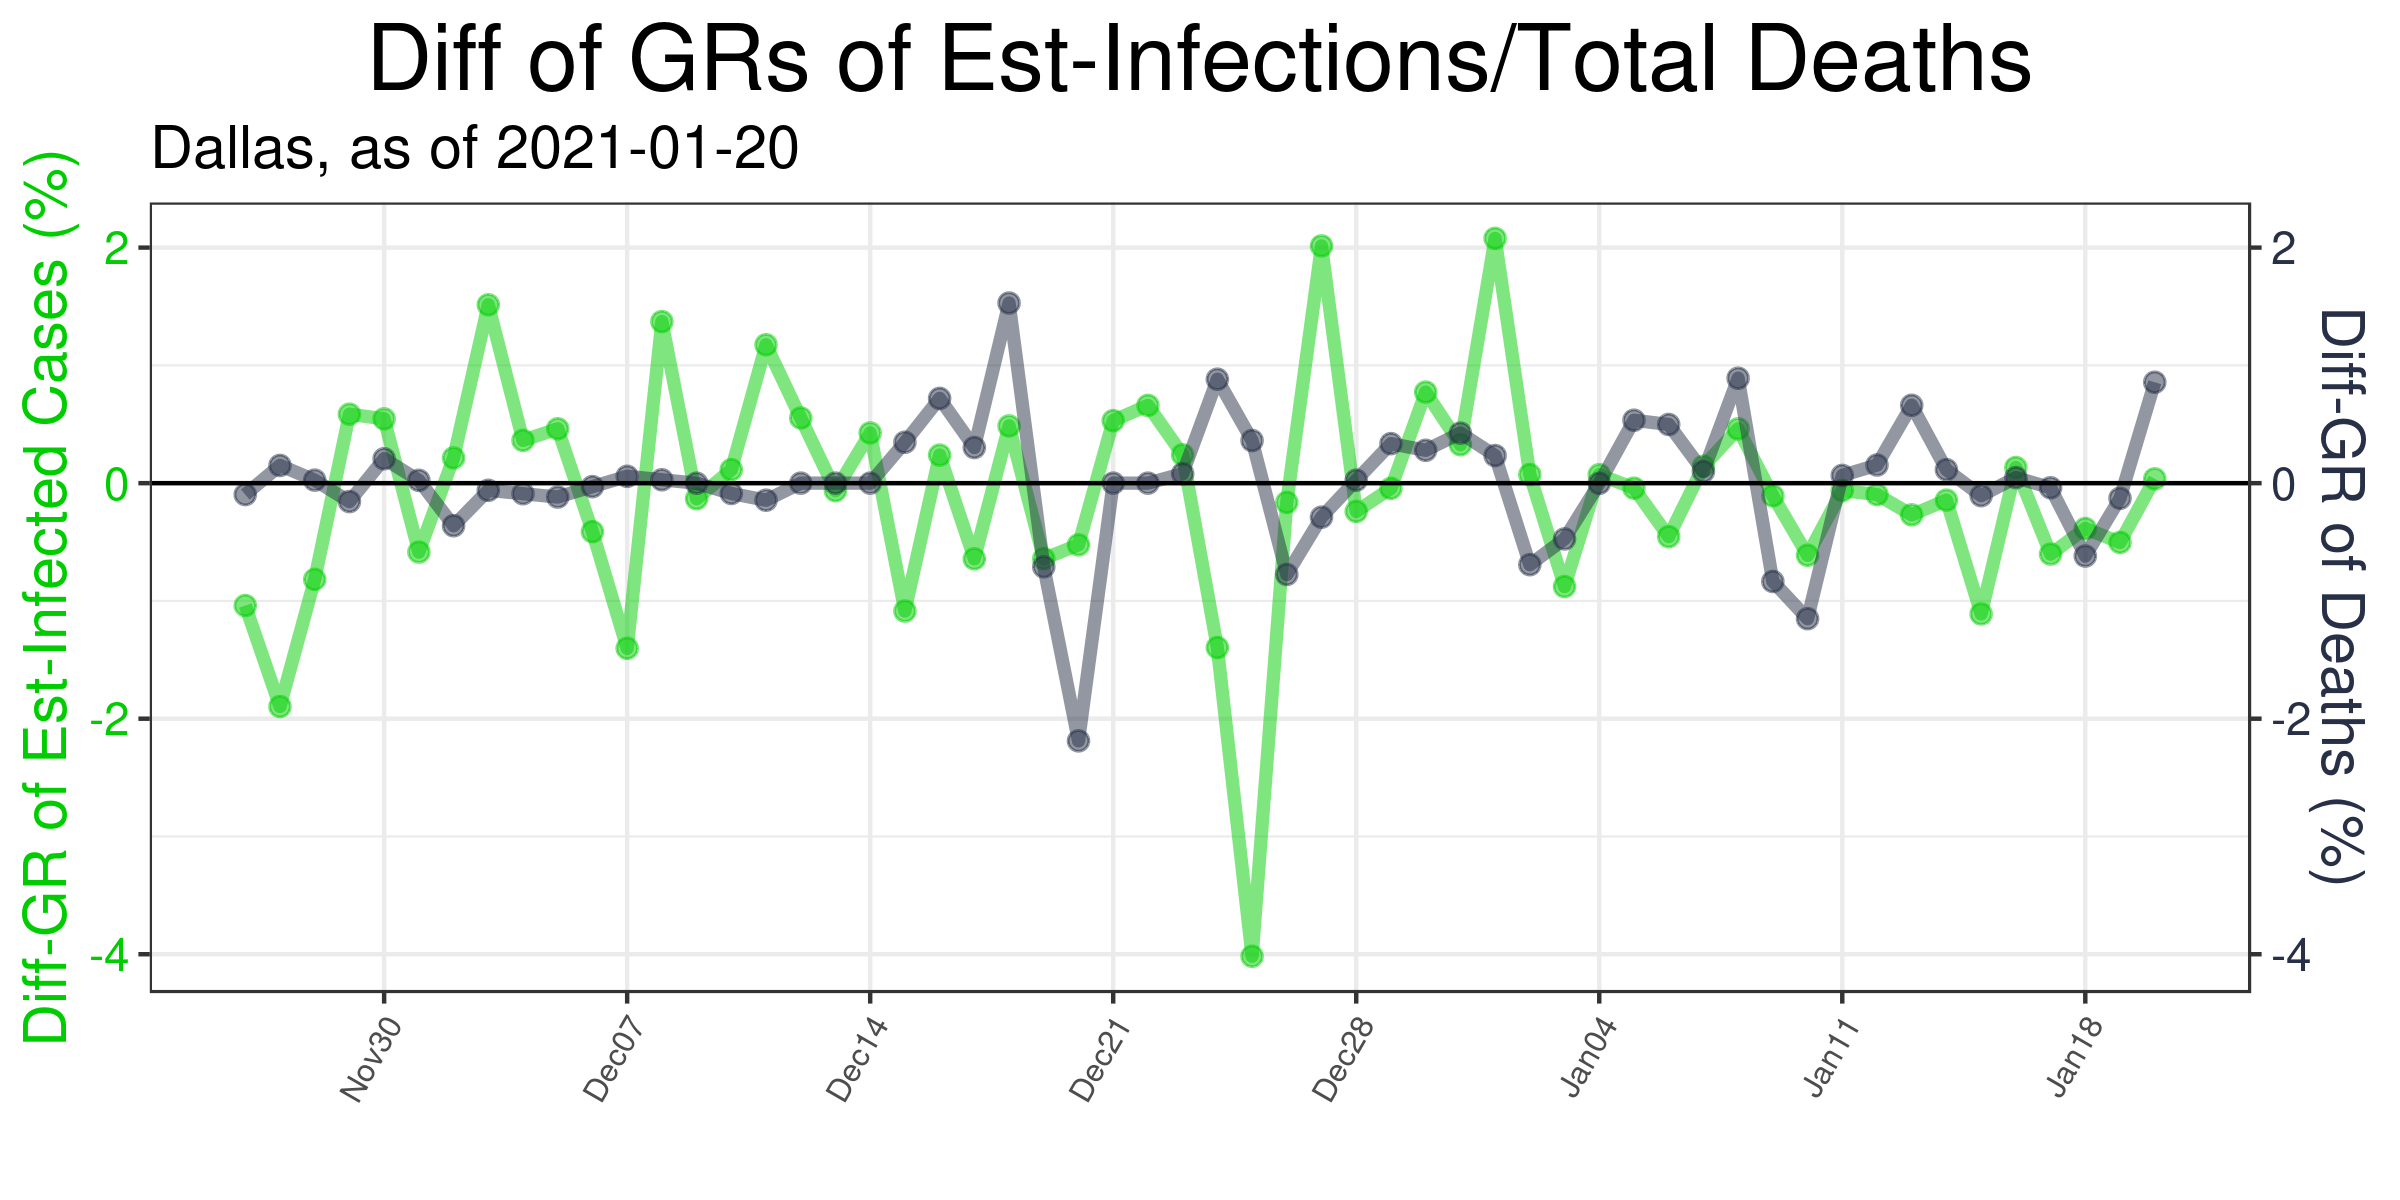 Diff of GRs of Est-Infections/Total Deaths
Dallas, as of 2021-01-20
Diff-GR of Est-Infected Cases (%)
2
0
-2
-4
2
0
-2
-4
Diff-GR of Deaths (%)
Nov30
Dec07
Dec14
Dec21
Dec28
Jan04
Jan11
Jan18